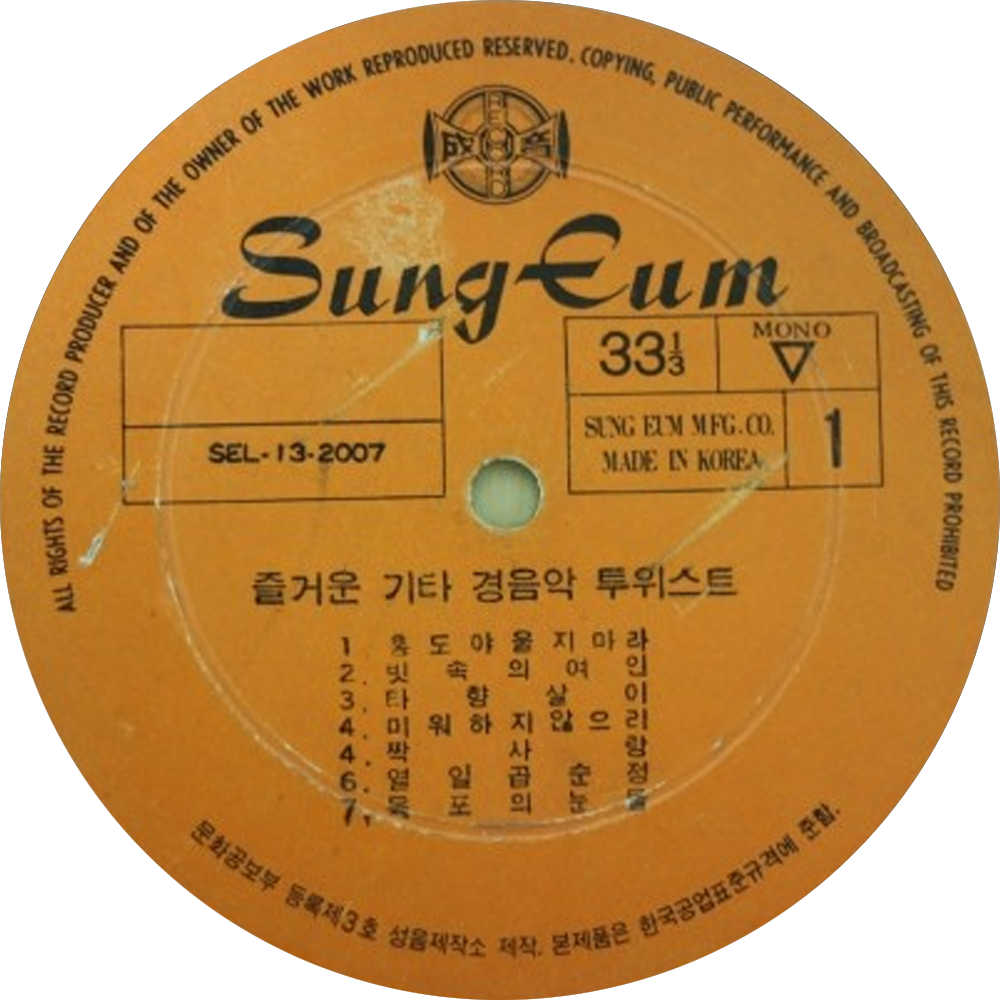 ALL RIGHTS OF THE RECORD PRODUCER AND OF THE OWNER OF THE WORK REPRODUCED RESERVED. COPYING, PUBLIC PERFORMANCE AND BROADCASTING OF THIS RECORD PROHIBITED
RECORD
成音
Sung Eum
33⅓
MONO
SEL-13-2007
SUNG EUM MFG.CO.
MADE IN KOREA
1
즐거운 기타 경음악 투위스트
1. 홍도야울지마라
2. 빗속의여인
3. 타향살이
4. 미워하지않으리
4. 짝사랑
6. 열일곱순정
7. 목포의눈물
문화공보부 등록제3호 성음제작소 제작. 본제품은 한국공업표준규격에 준함.